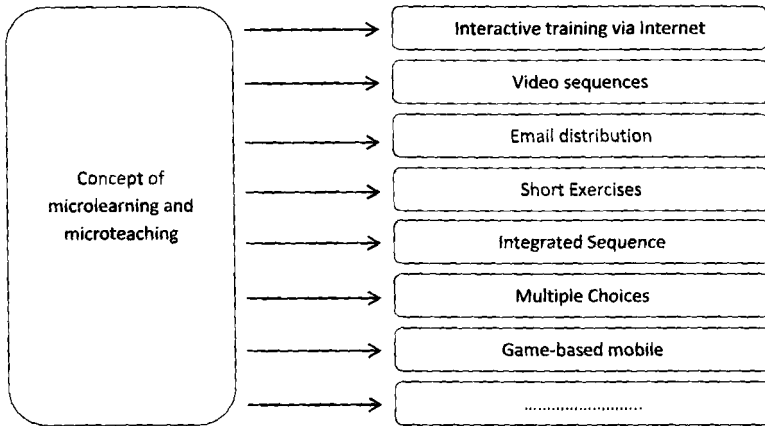 Interactive training via Internet
Video sequences
Email distribution
Concept of
microlearning and
microteaching
Short Exercises
Integrated Sequence
Multiple Choices
Game-based mobile
........................